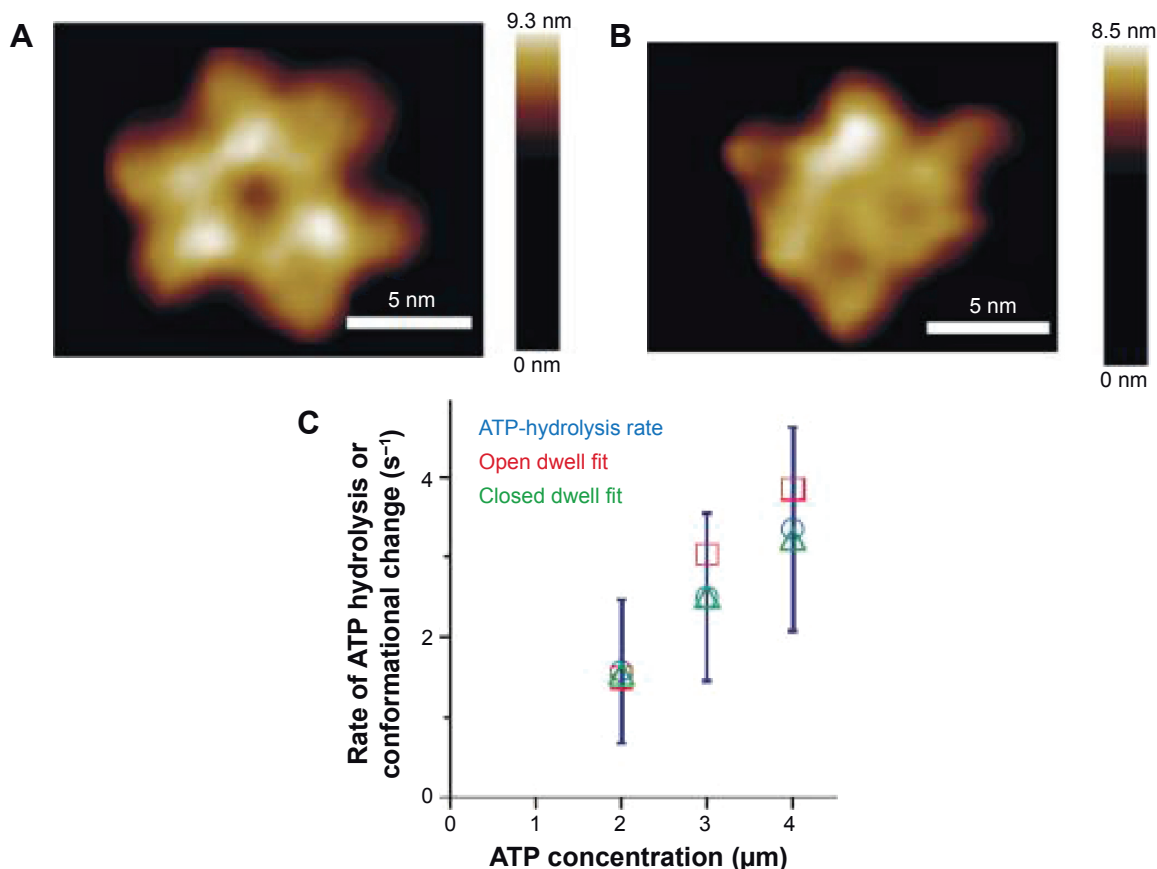 A
9.3 nm
5 nm
0 nm
B
8.5 nm
5 nm
0 nm
C
ATP-hydrolysis rate
Open dwell fit
Closed dwell fit
Rate of ATP hydrolysis or
conformational change (s⁻¹)
4
2
0
0 1 2 3 4
ATP concentration (µm)